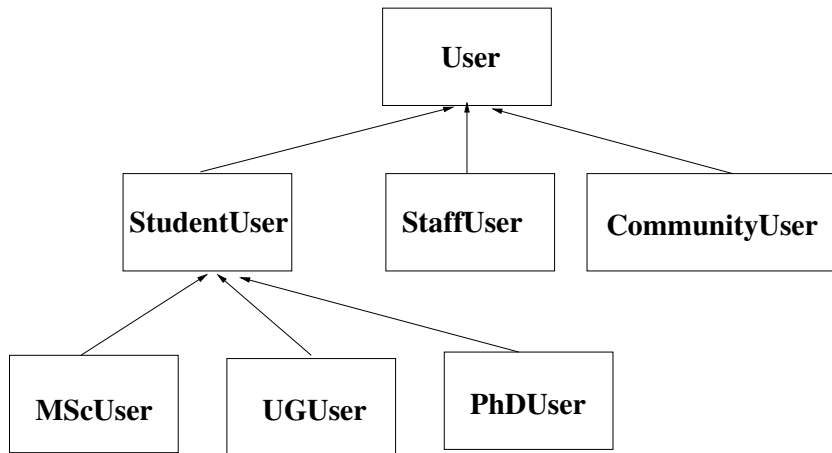 User
StudentUser
StaffUser
CommunityUser
MScUser
UGUser
PhDUser